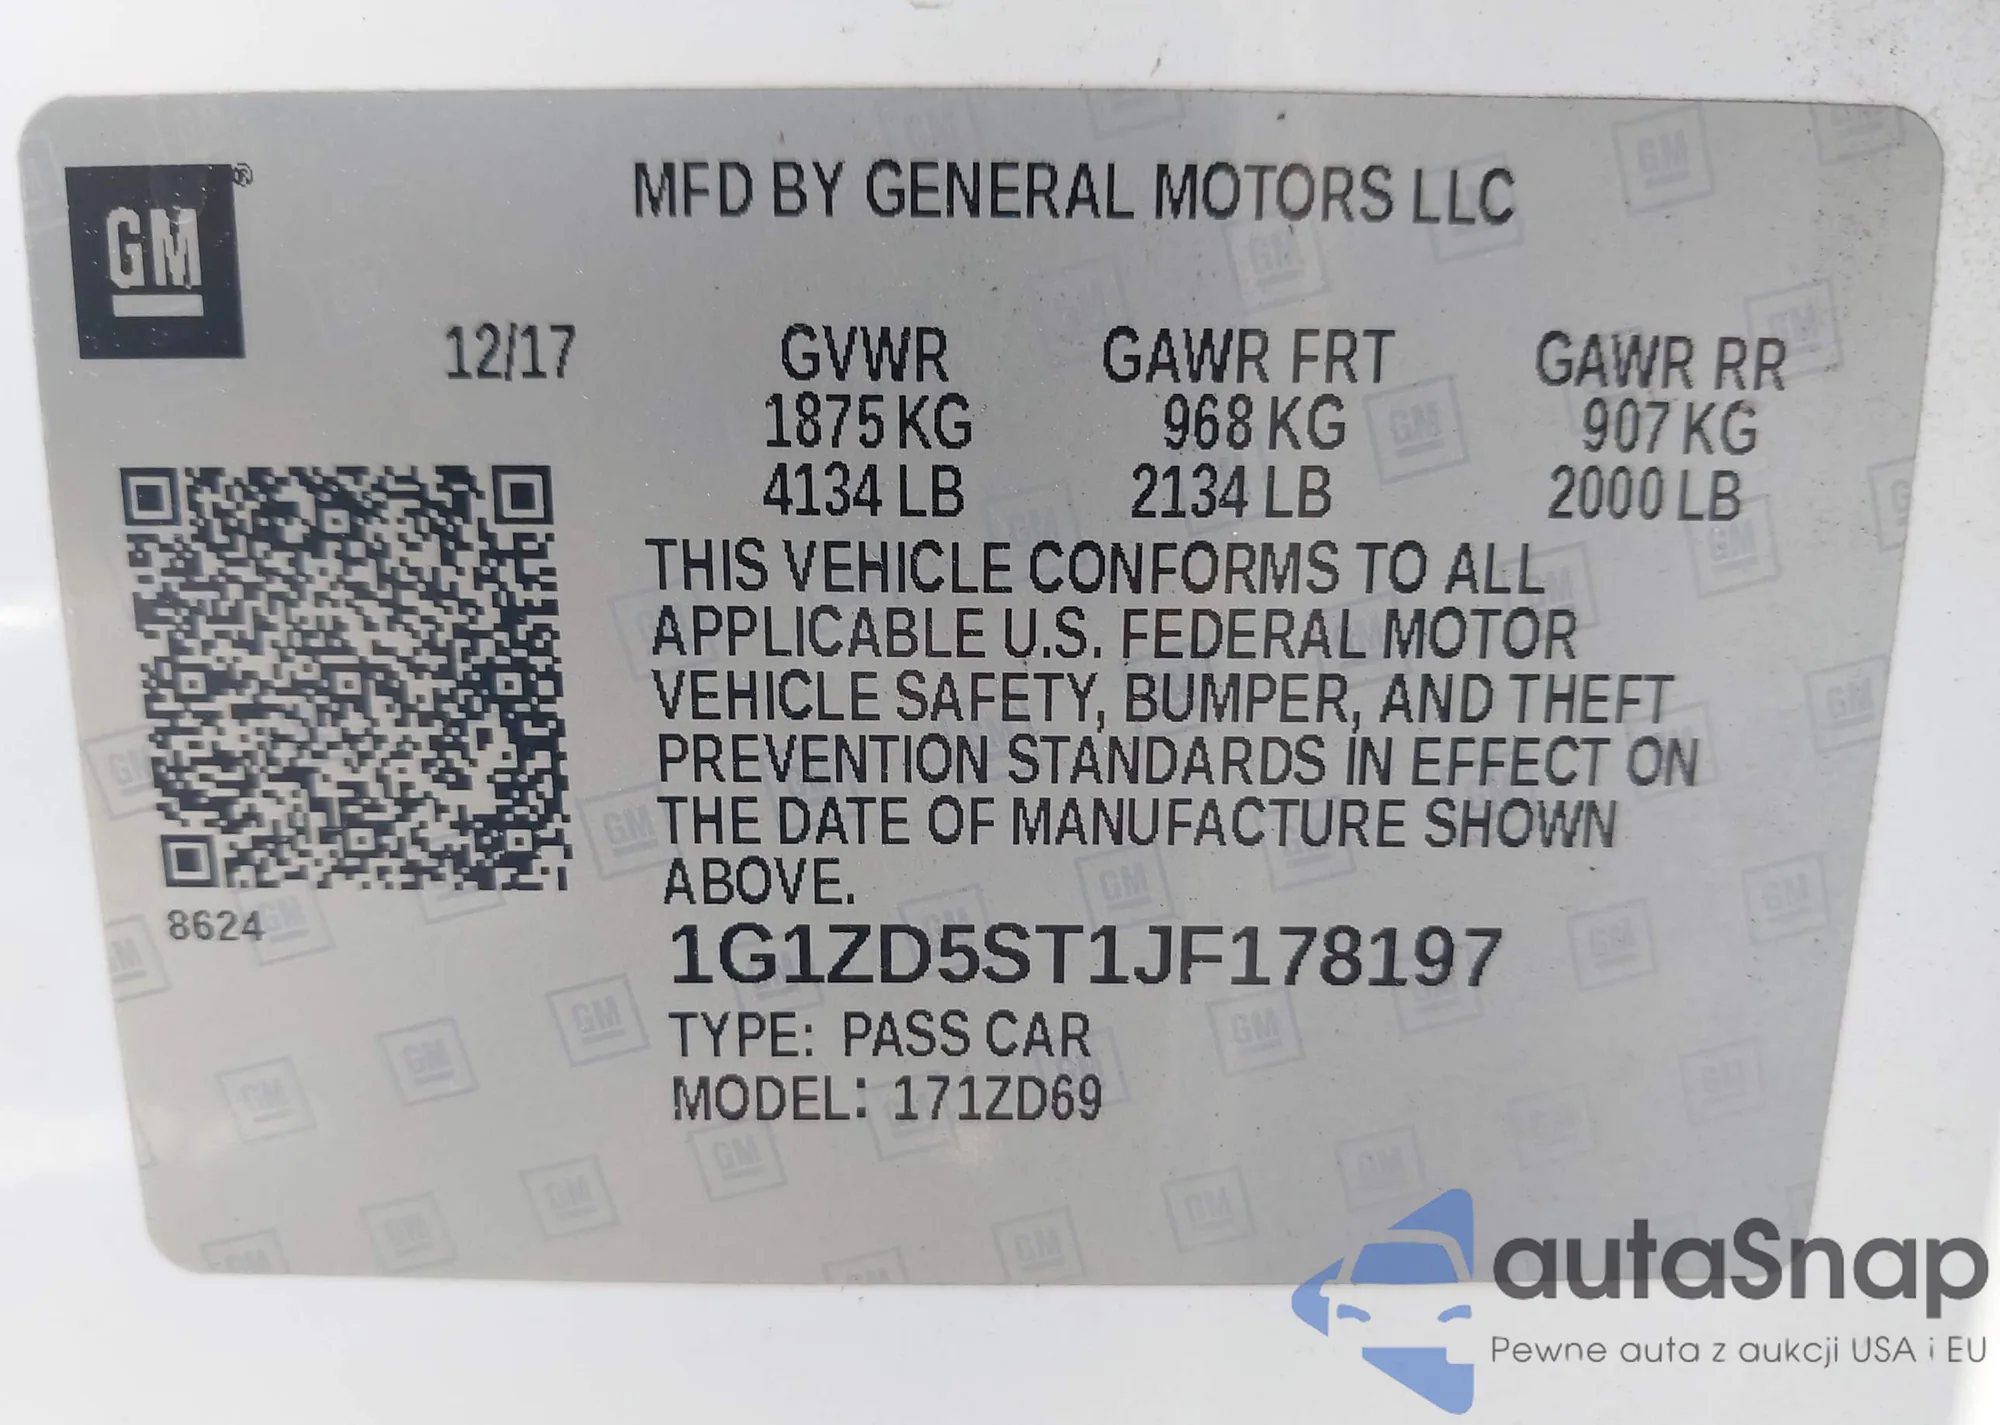 GM®
MFD BY GENERAL MOTORS LLC
12/17
GVWR GAWR FRT GAWR RR
1875 KG 968 KG 907 KG
4134 LB 2134 LB 2000 LB
THIS VEHICLE CONFORMS TO ALL
APPLICABLE U.S. FEDERAL MOTOR
VEHICLE SAFETY, BUMPER, AND THEFT
PREVENTION STANDARDS IN EFFECT ON
THE DATE OF MANUFACTURE SHOWN
ABOVE.
8624
1G1ZD5ST1JF178197
TYPE: PASS CAR
MODEL: 171ZD69
autaSnap
Pewne auta z aukcji USA i EU